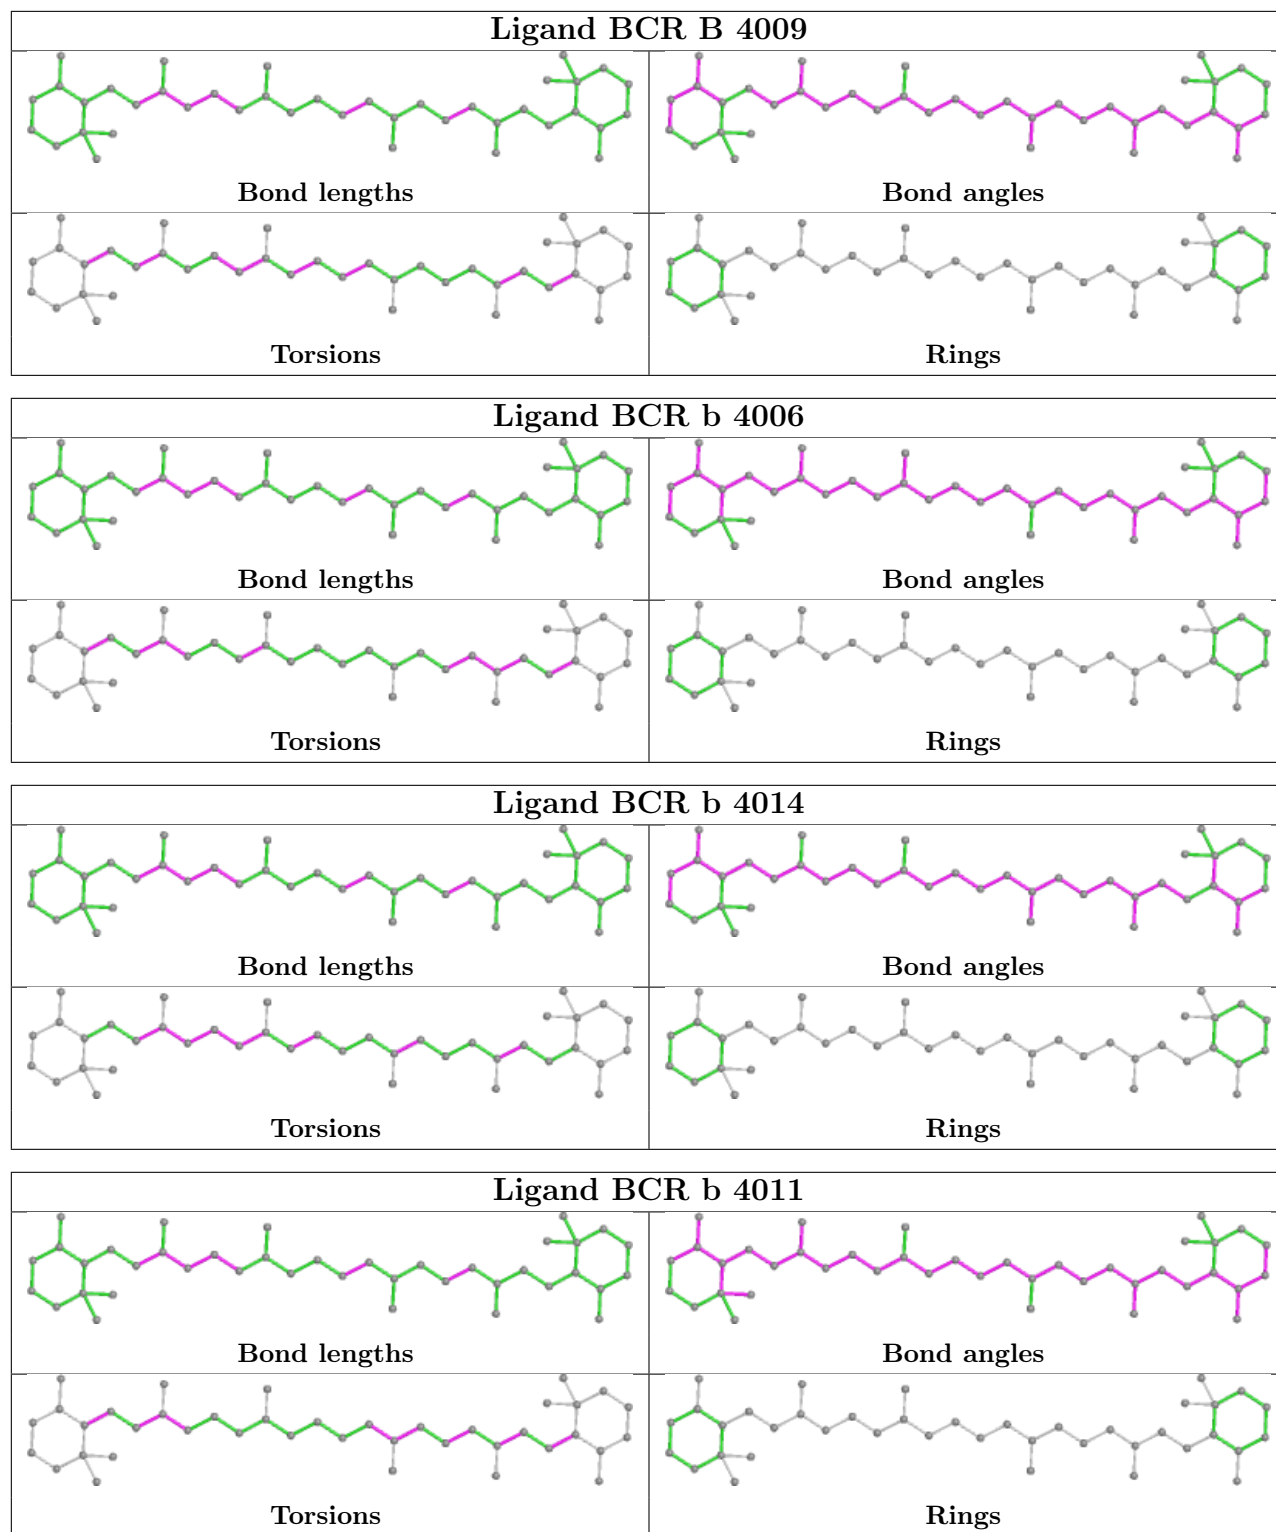 Ligand BCR B 4009
Bond lengths
Bond angles
Torsions
Rings
Ligand BCR b 4006
Bond lengths
Bond angles
Torsions
Rings
Ligand BCR b 4014
Bond lengths
Bond angles
Torsions
Rings
Ligand BCR b 4011
Bond lengths
Bond angles
Torsions
Rings